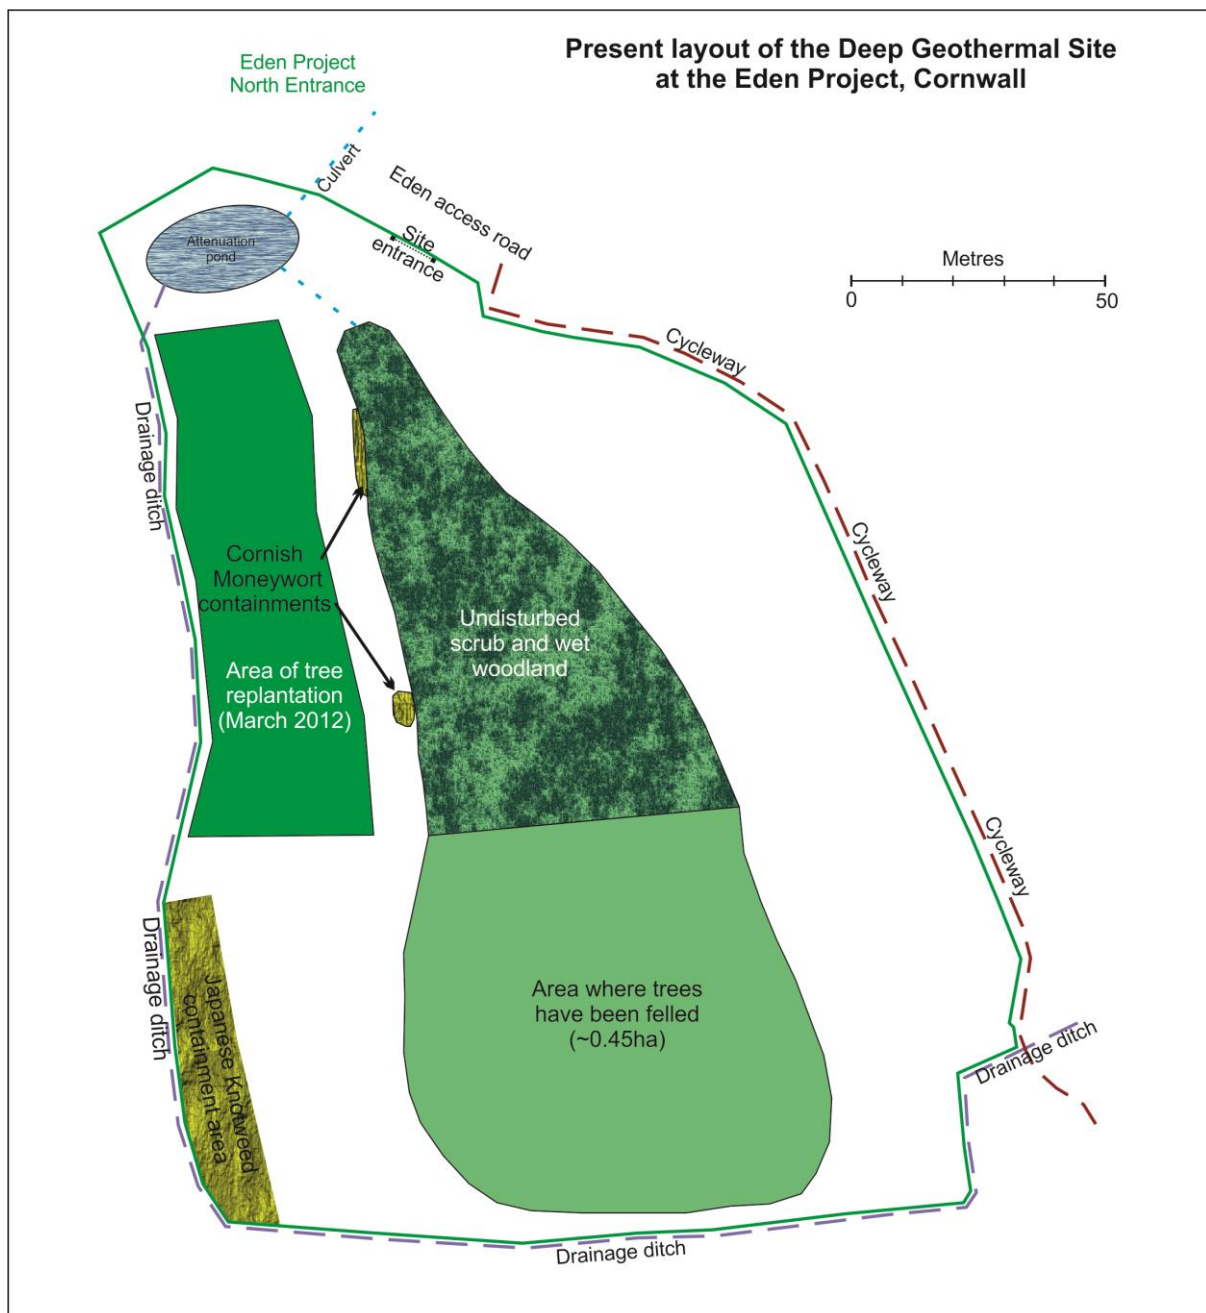 Present layout of the Deep Geothermal Site
at the Eden Project, Cornwall
Eden Project
North Entrance
Culvert
Eden access road
Site
entrance
Attenuation
pond
Metres
0
50
Cycleway
Drainage ditch
Cycleway
Cornish
Moneywort
containments
Undisturbed
scrub and wet
woodland
Area of tree
replantation
(March 2012)
Cycleway
Drainage ditch
Japanese Knotweed
containment area
Area where trees
have been felled
(~0.45ha)
Drainage ditch
Drainage ditch